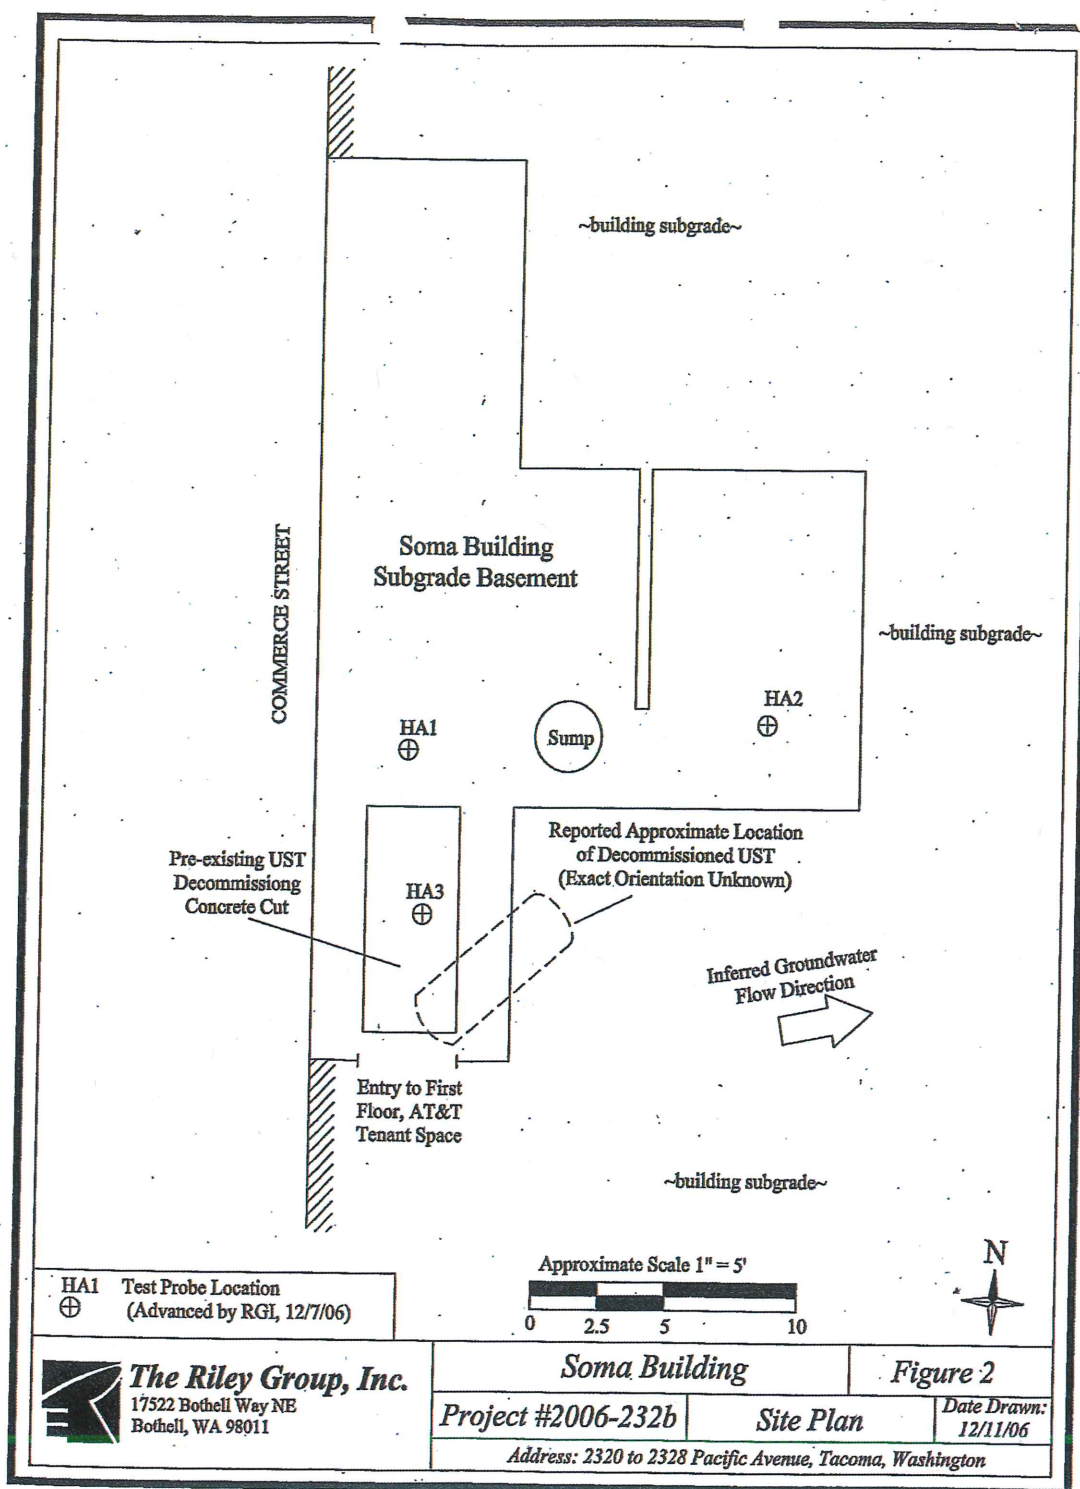 ~building subgrade~
Soma Building
Subgrade Basement
COMMERCE STREET
~building subgrade~
HA2
HA1
Sump
Reported Approximate Location
of Decommissioned UST
(Exact Orientation Unknown)
Pre-existing UST
Decommissiong
Concrete Cut
HA3
Inferred Groundwater
Flow Direction
Entry to First
Floor, AT&T
Tenant Space
~building subgrade~
N
Approximate Scale 1" = 5'
0 2.5 5 10
HA1 Test Probe Location
(Advanced by RGI, 12/7/06)
The Riley Group, Inc.
17522 Bothell Way NE
Bothell, WA 98011
Soma Building
Figure 2
Project #2006-232b
Site Plan
Date Drawn:
12/11/06
Address: 2320 to 2328 Pacific Avenue, Tacoma, Washington